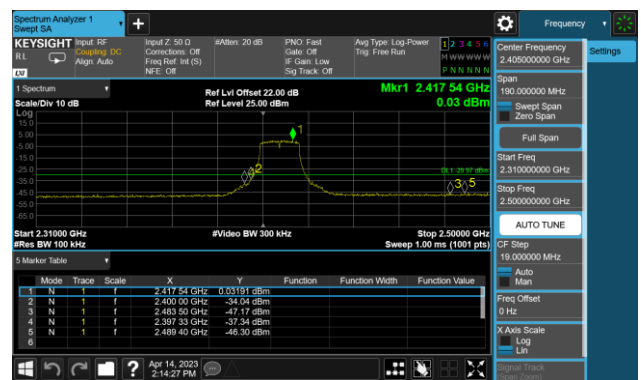 Spectrum Analyzer 1
Swept SA
Frequency
KEYSIGHT
RL
LXI
Input: RF
Coupling: DC
Align: Auto
Input Z: 50 Ω
Corrections: Off
Freq Ref: Int (S)
NFE: Off
#Atten: 20 dB
PNO: Fast
Gate: Off
IF Gain: Low
Sig Track: Off
Avg Type: Log-Power
Trig: Free Run
1 2 3 4 5 6
M W W W W W
P N N N N N
Center Frequency
2.405000000 GHz
Settings
Span
190.000000 MHz
Swept Span
Zero Span
Full Span
Start Freq
2.310000000 GHz
Stop Freq
2.500000000 GHz
AUTO TUNE
CF Step
19.000000 MHz
Auto
Man
Freq Offset
0 Hz
X Axis Scale
Log
Lin
Signal Track
(Span Zoom)
1 Spectrum
Scale/Div 10 dB
Log
Ref Lvl Offset 22.00 dB
Ref Level 25.00 dBm
Mkr1 2.417 54 GHz
0.03 dBm
15.0
5.00
-5.00
-15.0
-25.0
-35.0
-45.0
-55.0
-65.0
1
2
3
5
DL1 -29.97 dBm
Start 2.31000 GHz
#Res BW 100 kHz
#Video BW 300 kHz
Stop 2.50000 GHz
Sweep 1.00 ms (1001 pts)
5 Marker Table
Mode Trace Scale X Y Function Function Width Function Value
1 N 1 f 2.417 54 GHz 0.03191 dBm
2 N 1 f 2.400 00 GHz -34.04 dBm
3 N 1 f 2.483 50 GHz -47.17 dBm
4 N 1 f 2.397 33 GHz -37.34 dBm
5 N 1 f 2.489 40 GHz -46.30 dBm
6
?
Apr 14, 2023
2:14:27 PM